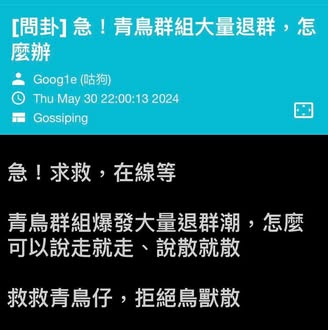 [問卦] 急！青鳥群組大量退群，怎
麼辦
Goog1e (咕狗)
Thu May 30 22:00:13 2024
Gossiping
急！求救，在線等
青鳥群組爆發大量退群潮，怎麼
可以說走就走、說散就散
救救青鳥仔，拒絕鳥獸散